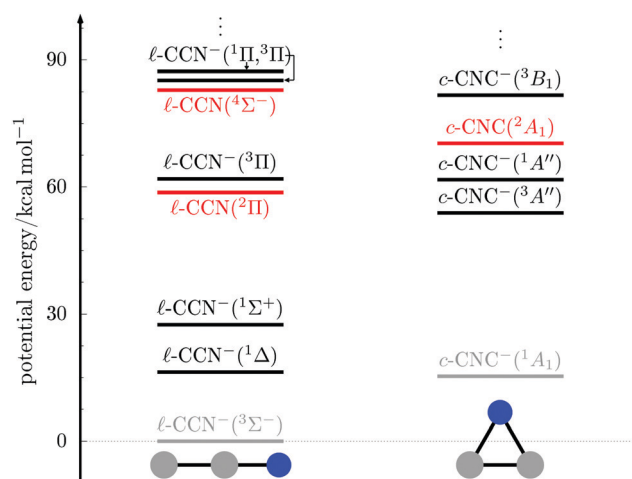 ⋮
90
ℓ-CCN⁻(¹Π,³Π)
ℓ-CCN(⁴Σ⁻)
ℓ-CCN⁻(³Π)
60
ℓ-CCN(²Π)
30
ℓ-CCN⁻(¹Σ⁺)
ℓ-CCN⁻(¹Δ)
ℓ-CCN⁻(³Σ⁻)
0
potential energy/kcal mol⁻¹
⋮
c-CNC⁻(³B₁)
c-CNC(²A₁)
c-CNC⁻(¹A″)
c-CNC⁻(³A″)
c-CNC⁻(¹A₁)